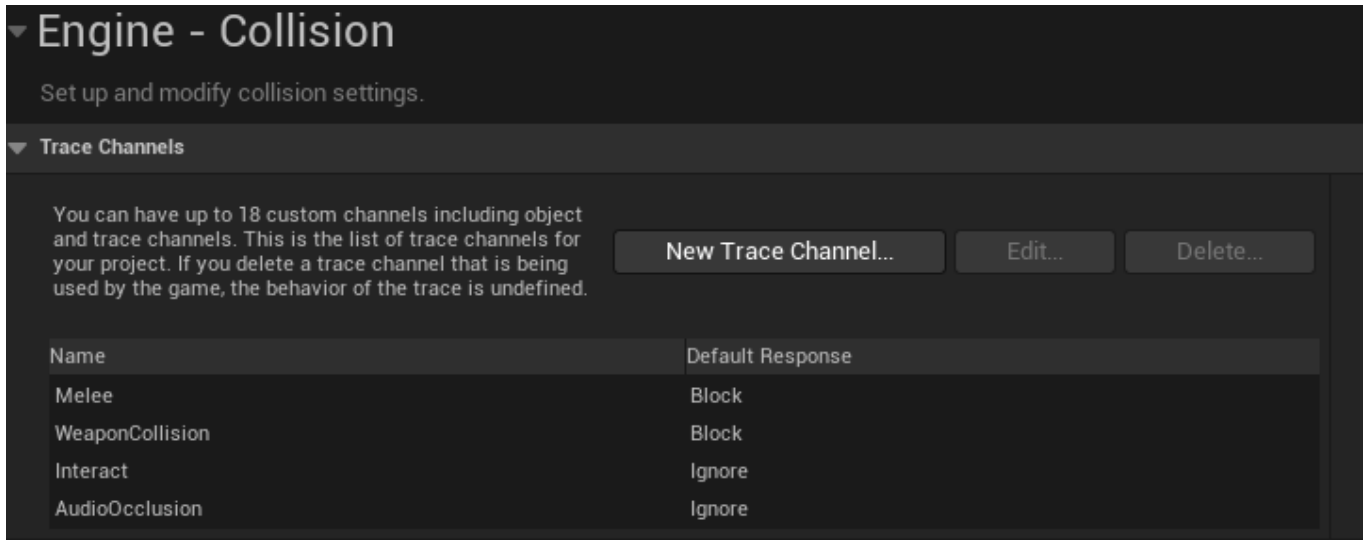 Engine - Collision
Set up and modify collision settings.
Trace Channels
You can have up to 18 custom channels including object
and trace channels. This is the list of trace channels for
your project. If you delete a trace channel that is being
used by the game, the behavior of the trace is undefined.
New Trace Channel... Edit... Delete...
Name Default Response
Melee Block
WeaponCollision Block
Interact Ignore
AudioOcclusion Ignore